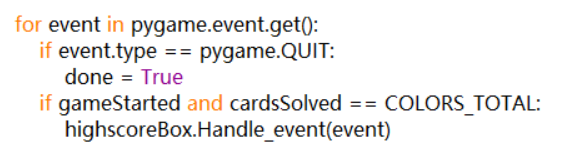 for event in pygame.event.get():
if event.type == pygame.QUIT:
done = True
if gameStarted and cardsSolved == COLORS_TOTAL:
highscoreBox.Handle_event(event)